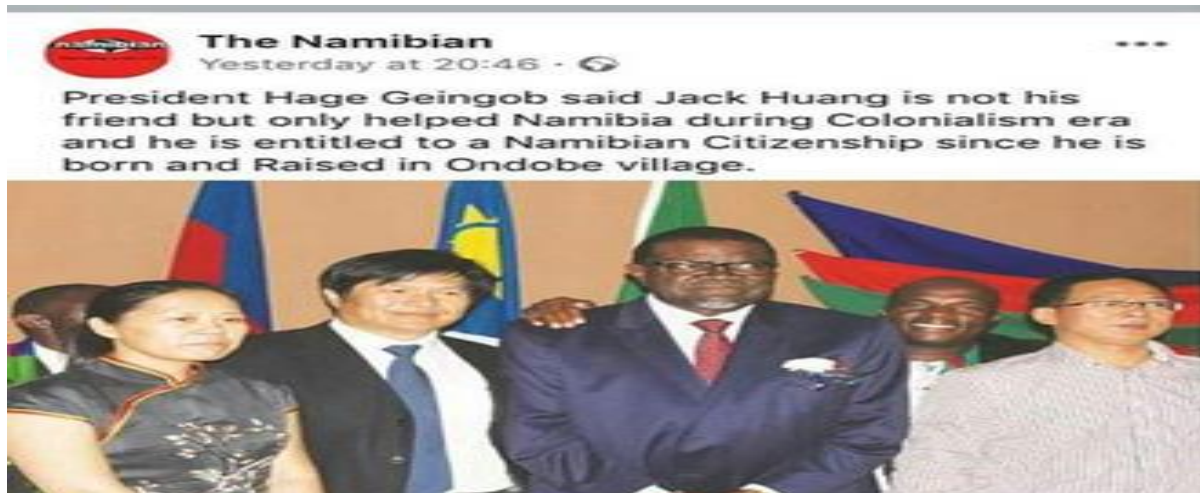 namibian
The Namibian
Yesterday at 20:46 ·
President Hage Geingob said Jack Huang is not his
friend but only helped Namibia during Colonialism era
and he is entitled to a Namibian Citizenship since he is
born and Raised in Ondobe village.